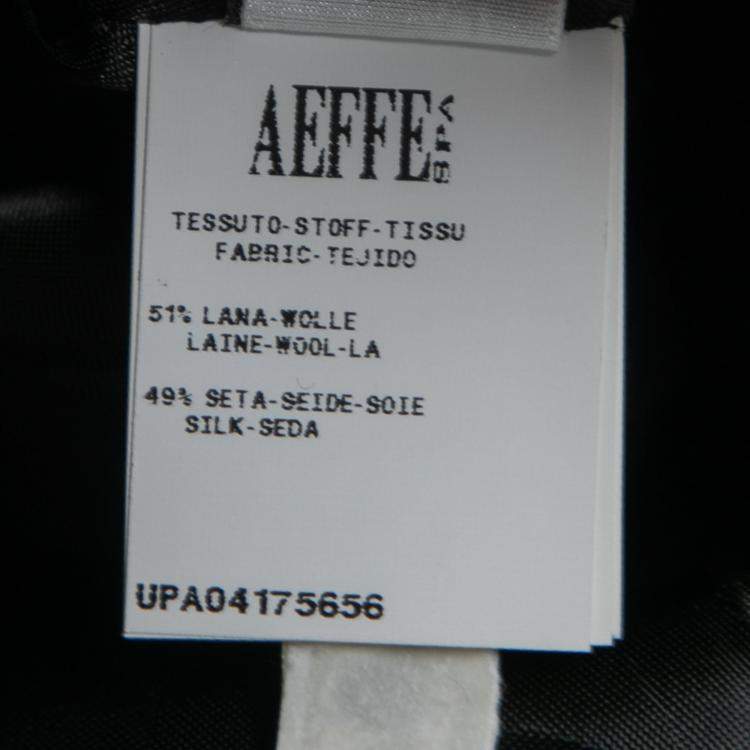 AEFFE SPA
TESSUTO-STOFF-TISSU
FABRIC-TEJIDO
51% LANA-WOLLE
LAINE-WOOL-LA
49% SETA-SEIDE-SOIE
SILK-SEDA
UPA04175656